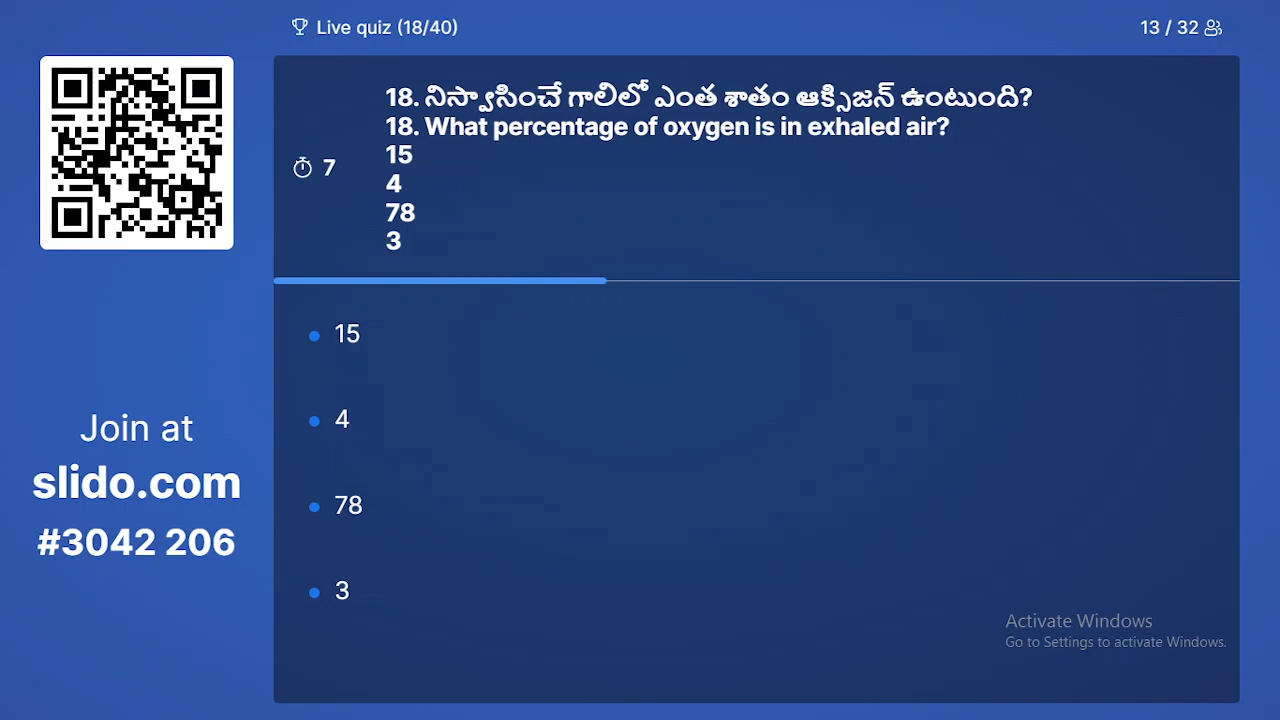 Live quiz (18/40)
13 / 32
18. నిస్వాసించే గాలిలో ఎంత శాతం ఆక్సిజన్ ఉంటుంది?
18. What percentage of oxygen is in exhaled air?
15
4
78
3
7
15
4
78
3
Join at
slido.com
#3042 206
Activate Windows
Go to Settings to activate Windows.